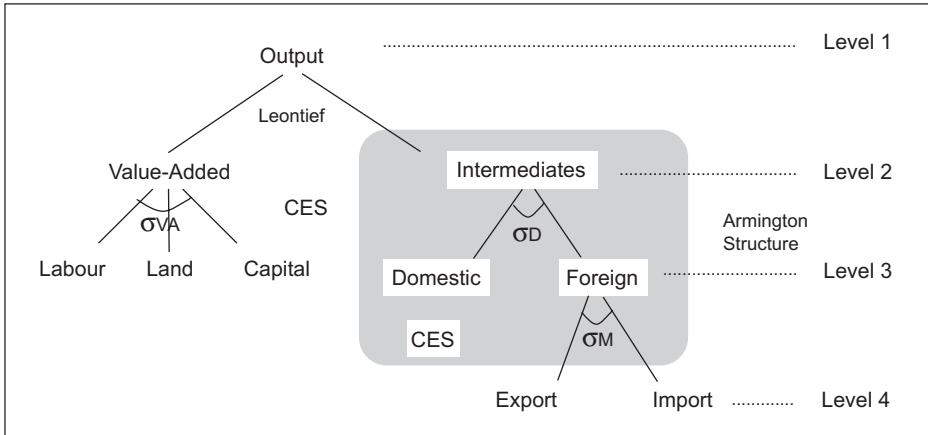 Output
Level 1
Leontief
Value-Added
Intermediates
Level 2
CES
σVA
σD
Armington
Structure
Labour
Land
Capital
Domestic
Foreign
Level 3
CES
σM
Export
Import
Level 4